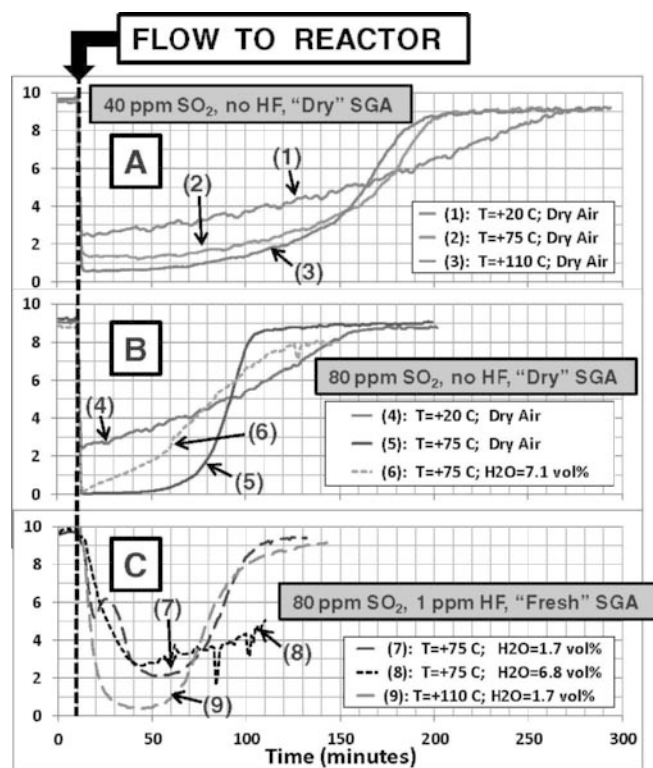 FLOW TO REACTOR
10
8
6
4
2
0
40 ppm SO₂, no HF, “Dry” SGA
A
(1)
(2)
(3)
(1): T=+20 C; Dry Air
(2): T=+75 C; Dry Air
(3): T=+110 C; Dry Air
10
8
6
4
2
0
B
80 ppm SO₂, no HF, “Dry” SGA
(4)
(6)
(5)
(4): T=+20 C; Dry Air
(5): T=+75 C; Dry Air
(6): T=+75 C; H2O=7.1 vol%
10
8
6
4
2
0
C
80 ppm SO₂, 1 ppm HF, “Fresh” SGA
(7)
(8)
(9)
(7): T=+75 C; H2O=1.7 vol%
(8): T=+75 C; H2O=6.8 vol%
(9): T=+110 C; H2O=1.7 vol%
0 50 100 150 200 250 300
Time (minutes)